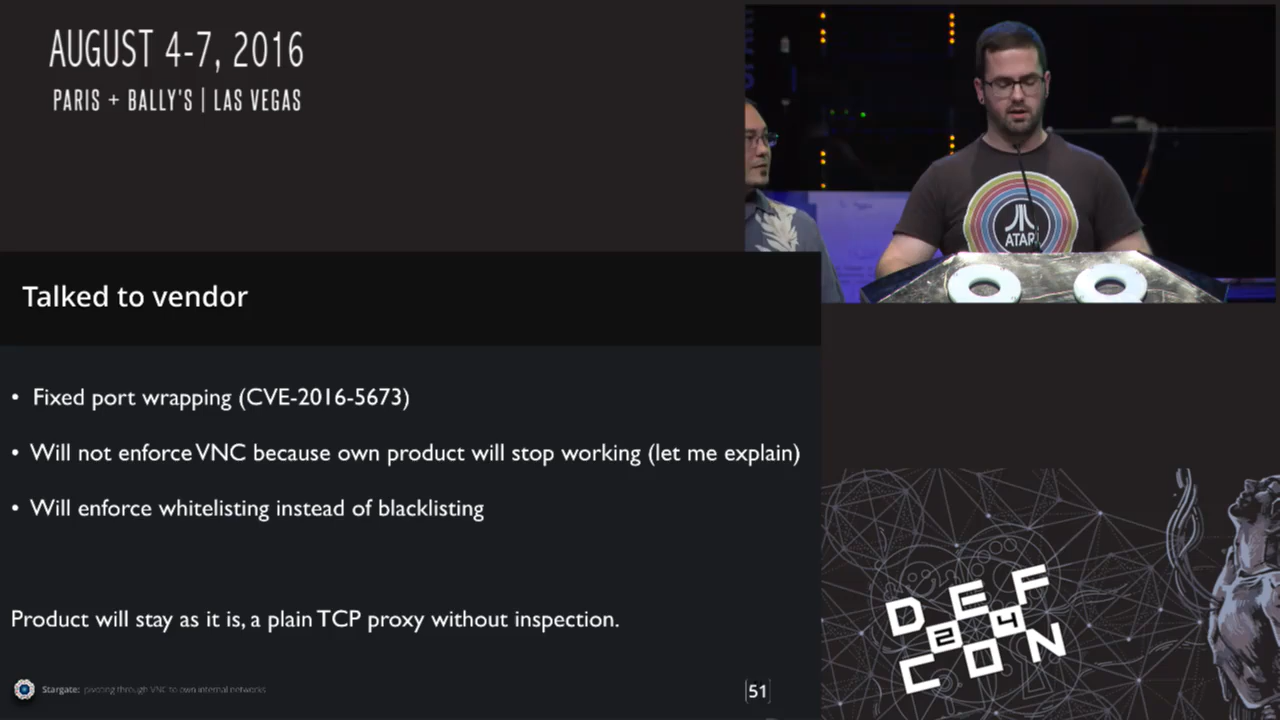 AUGUST 4-7, 2016
PARIS + BALLY'S | LAS VEGAS
ATARI
Talked to vendor
• Fixed port wrapping (CVE-2016-5673)
• Will not enforce VNC because own product will stop working (let me explain)
• Will enforce whitelisting instead of blacklisting
Product will stay as it is, a plain TCP proxy without inspection.
Stargate: pivoting through VNC to own internal networks
51
DEF
24
CON